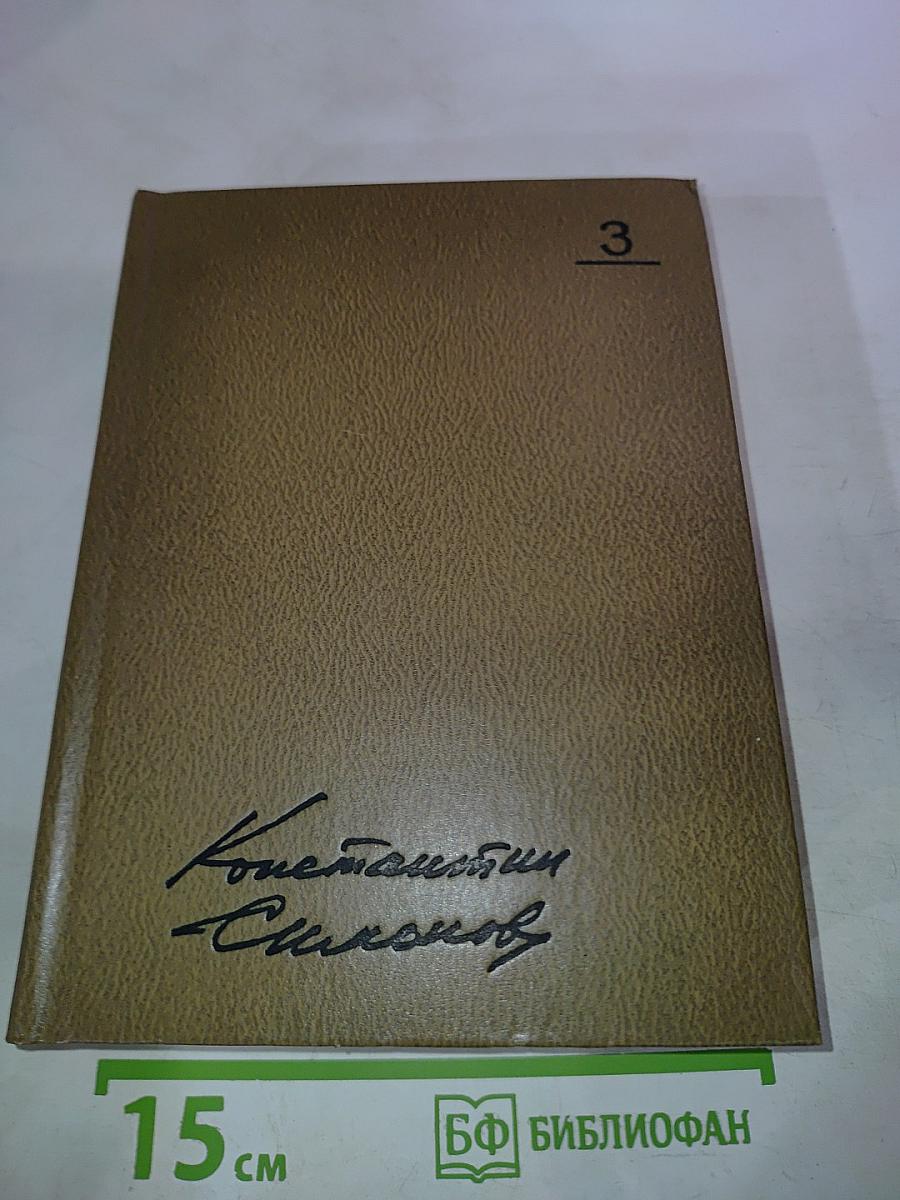 3
Константин
Симонов
15 см
БФ БИБЛИОФАН